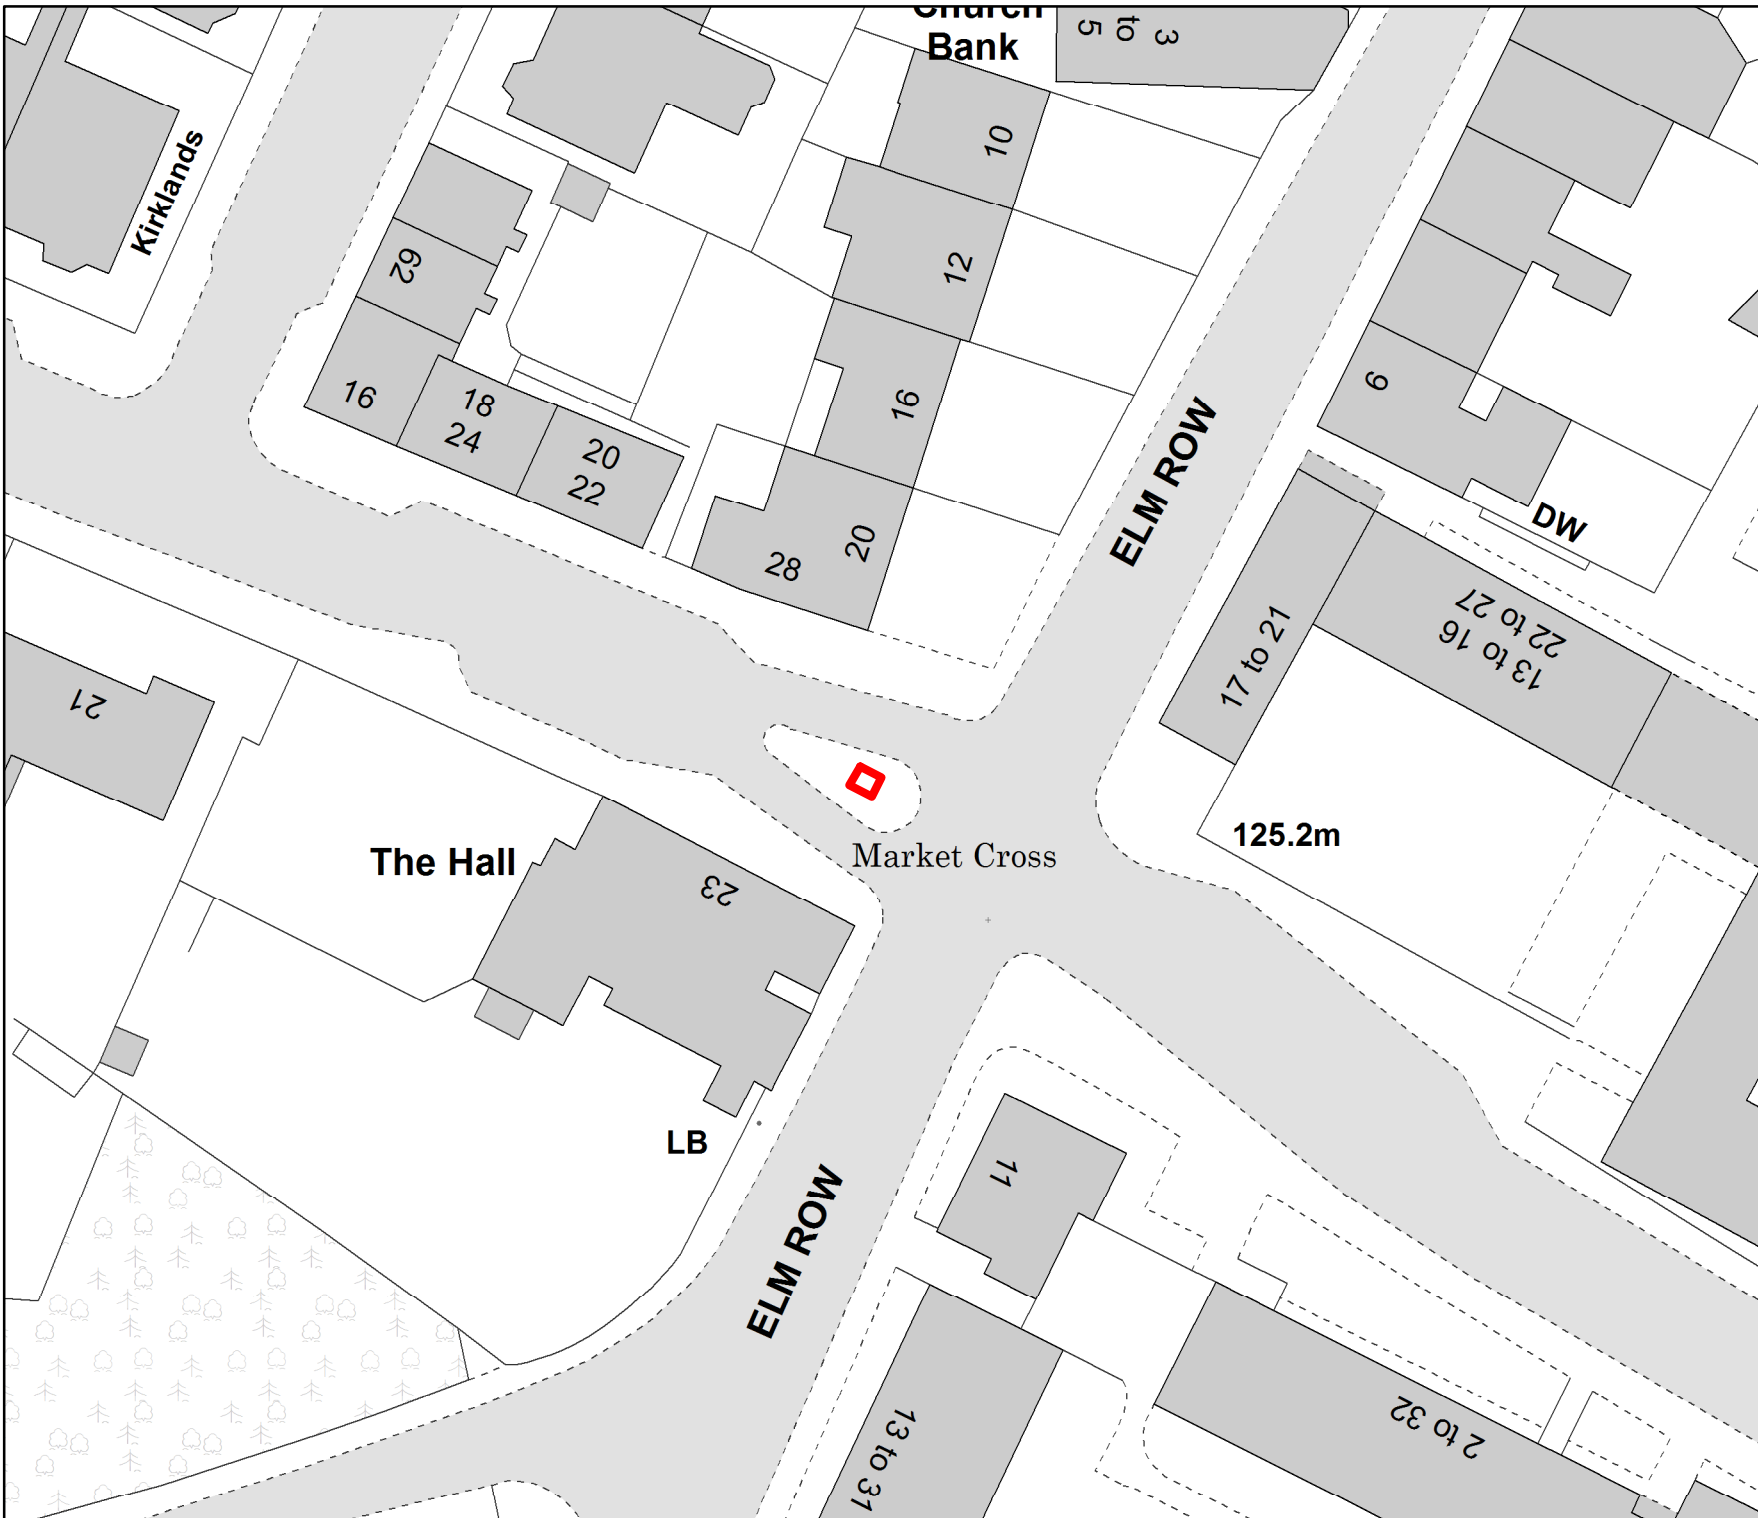 Church
Bank
3
to
5
10
Kirklands
62
12
16
18
24
20
22
16
9
ELM ROW
28
20
DW
22 to 27
13 to 16
17 to 21
21
125.2m
Market Cross
The Hall
23
LB
11
ELM ROW
2 to 32
13 to 31